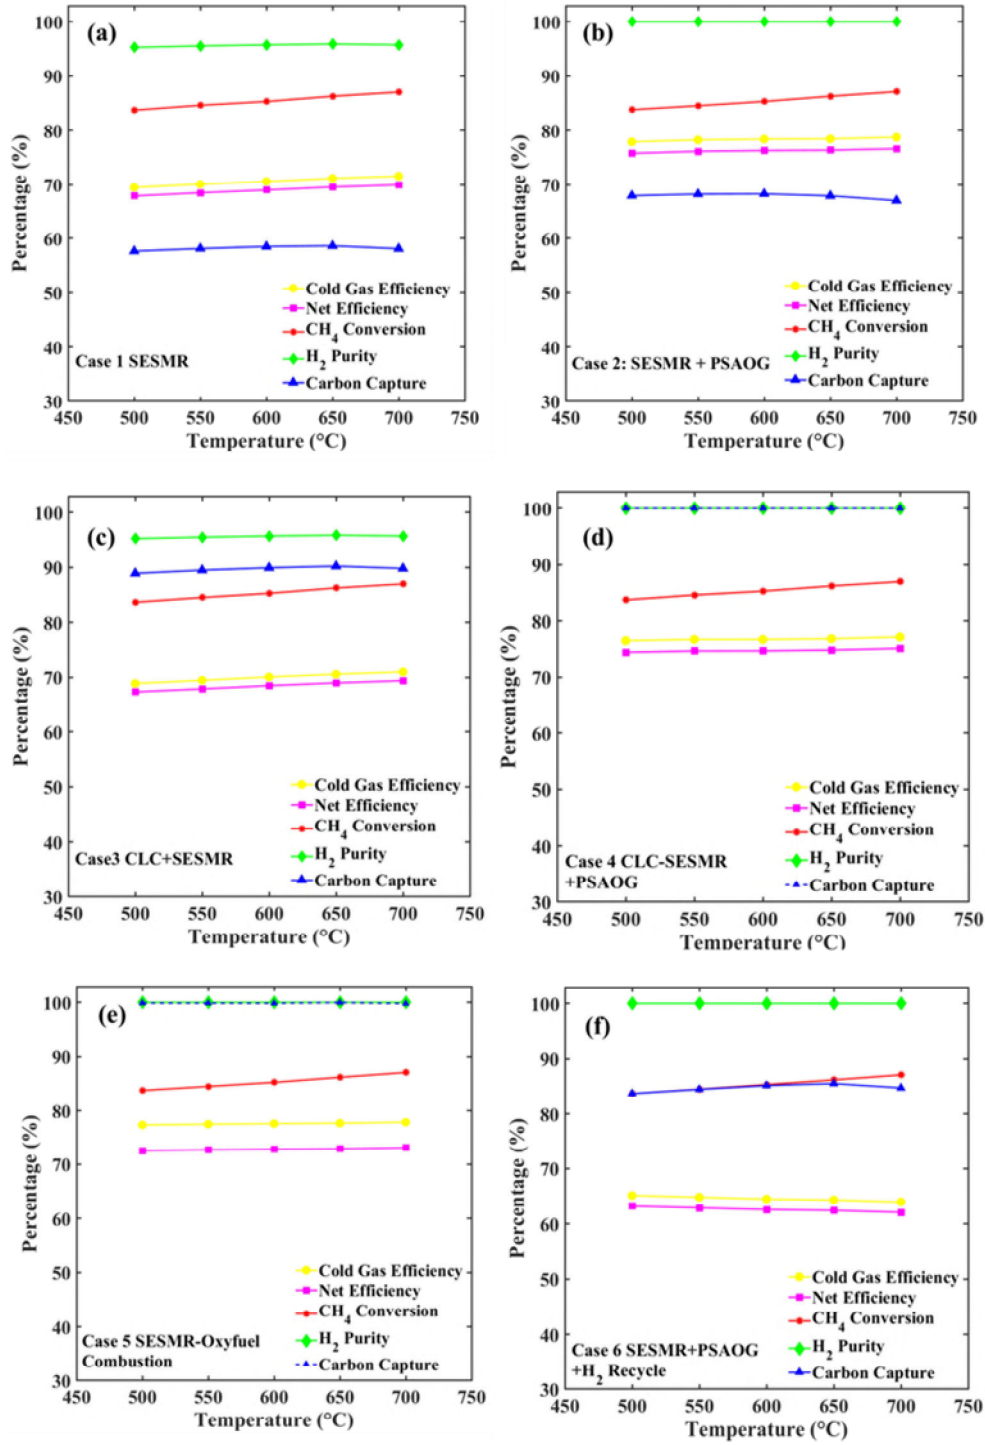 (a)
Percentage (%)
100
90
80
70
60
50
40
30
Cold Gas Efficiency
Net Efficiency
CH4 Conversion
H2 Purity
Carbon Capture
Case 1 SESMR
450 500 550 600 650 700 750
Temperature (°C)
(b)
Percentage (%)
100
90
80
70
60
50
40
30
Cold Gas Efficiency
Net Efficiency
CH4 Conversion
H2 Purity
Carbon Capture
Case 2: SESMR + PSAOG
450 500 550 600 650 700 750
Temperature (°C)
(c)
Percentage (%)
100
90
80
70
60
50
40
30
Cold Gas Efficiency
Net Efficiency
CH4 Conversion
H2 Purity
Carbon Capture
Case3 CLC+SESMR
450 500 550 600 650 700 750
Temperature (°C)
(d)
Percentage (%)
100
90
80
70
60
50
40
30
Cold Gas Efficiency
Net Efficiency
CH4 Conversion
H2 Purity
Carbon Capture
Case 4 CLC-SESMR
+PSAOG
450 500 550 600 650 700 750
Temperature (°C)
(e)
Percentage (%)
100
90
80
70
60
50
40
30
Cold Gas Efficiency
Net Efficiency
CH4 Conversion
H2 Purity
Carbon Capture
Case 5 SESMR-Oxyfuel
Combustion
450 500 550 600 650 700 750
Temperature (°C)
(f)
Percentage (%)
100
90
80
70
60
50
40
30
Cold Gas Efficiency
Net Efficiency
CH4 Conversion
H2 Purity
Carbon Capture
Case 6 SESMR+PSAOG
+H2 Recycle
450 500 550 600 650 700 750
Temperature (°C)